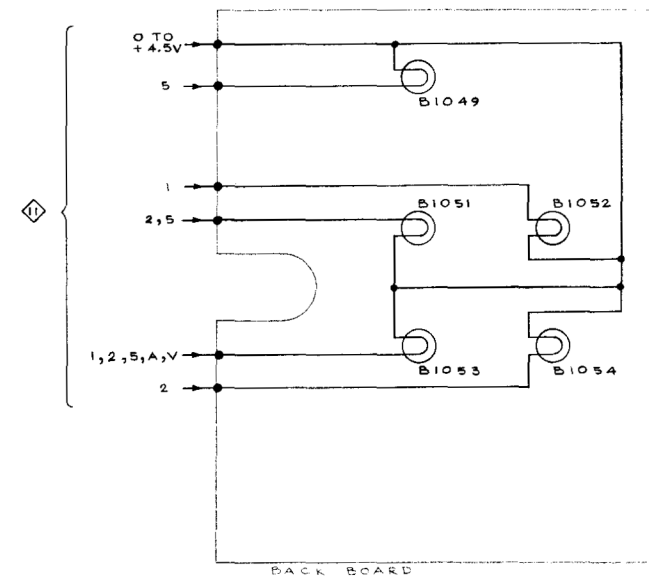 0 TO
+4.5V
5
B1049
1
B1051
B1052
2,5
11
1,2,5,A,V
B1053
B1054
2
BACK BOARD